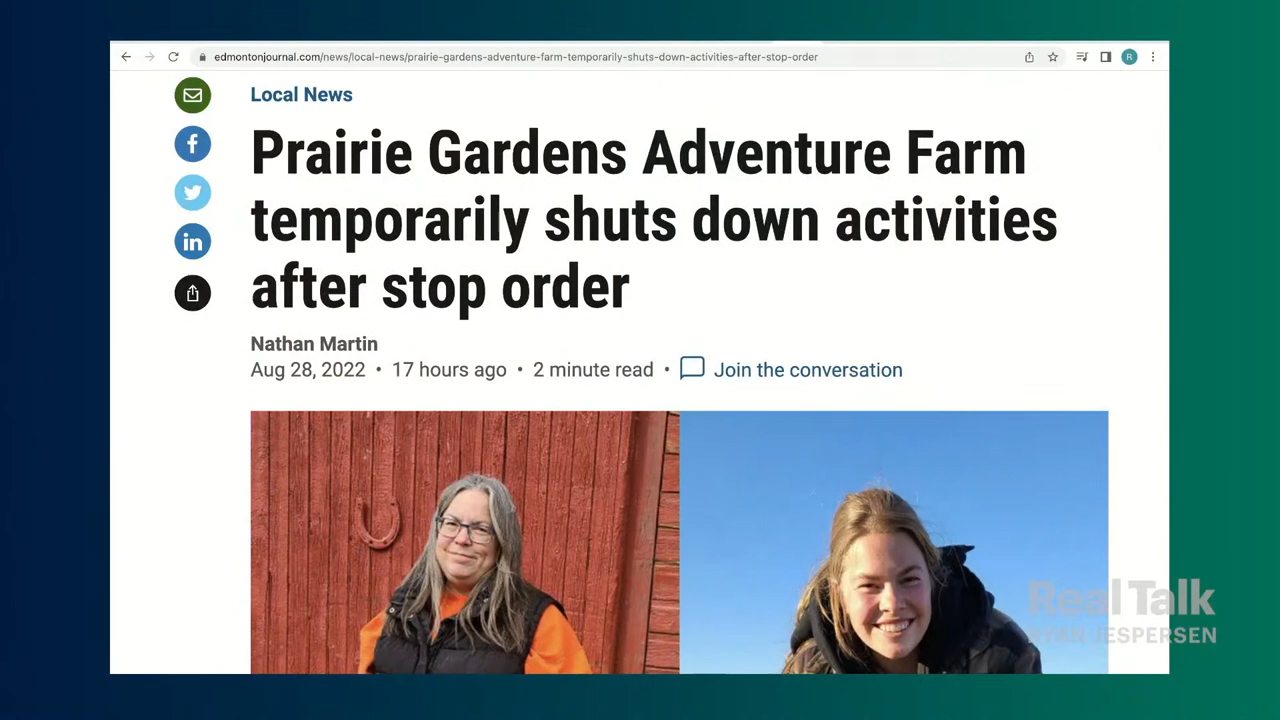 edmontonjournal.com/news/local-news/prairie-gardens-adventure-farm-temporarily-shuts-down-activities-after-stop-order
R
Local News
Prairie Gardens Adventure Farm
temporarily shuts down activities
after stop order
Nathan Martin
Aug 28, 2022 • 17 hours ago • 2 minute read • Join the conversation
Real Talk
RYAN JESPERSEN